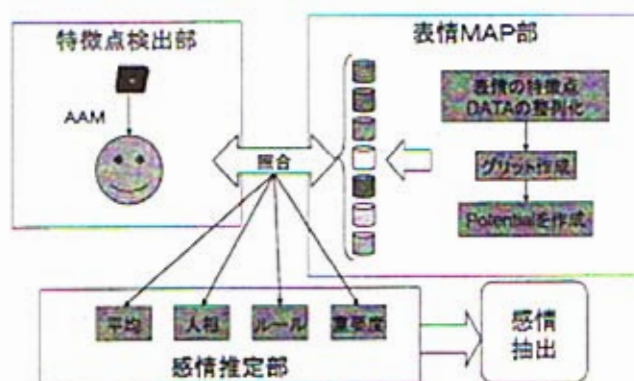 特徴点検出部
AAM
照合
表情MAP部
表情の特徴点
DATAの整列化
グリット作成
Potentialを作成
平均
人相
ルール
重要度
感情推定部
感情
抽出